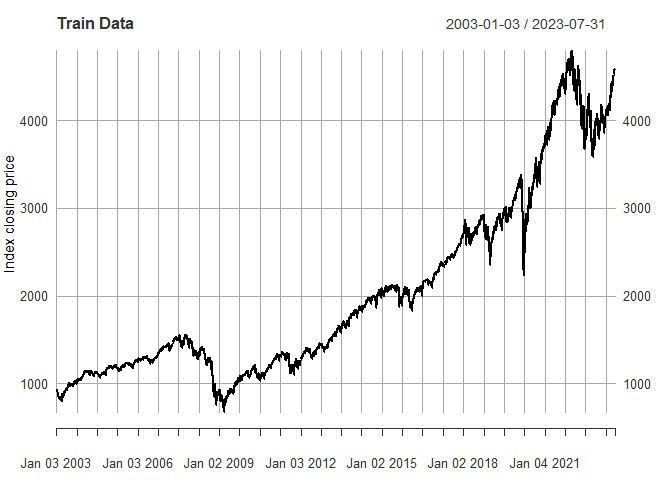 Train Data 2003-01-03 / 2023-07-31
Index closing price
4000 4000
3000 3000
2000 2000
1000 1000
Jan 03 2003 Jan 03 2006 Jan 02 2009 Jan 03 2012 Jan 02 2015 Jan 02 2018 Jan 04 2021